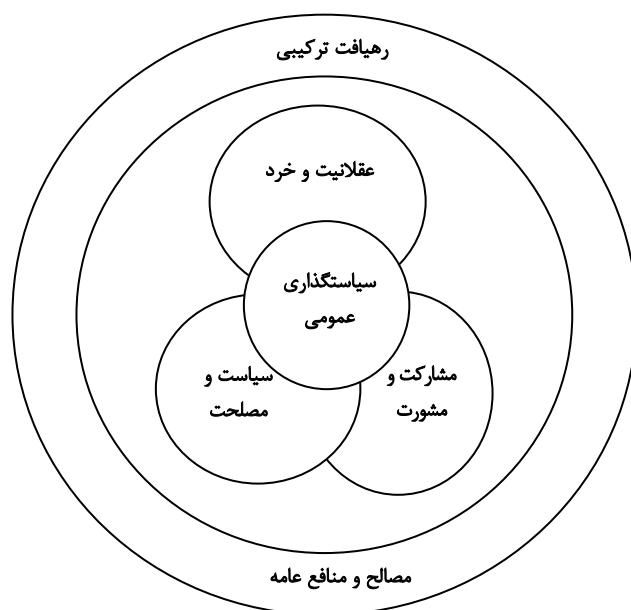 رهیافت ترکیبی
عقلانیت و خرد
سیاستگذاری
عمومی
مشارکت و
مشورت
سیاست و
مصلحت
مصالح و منافع عامه